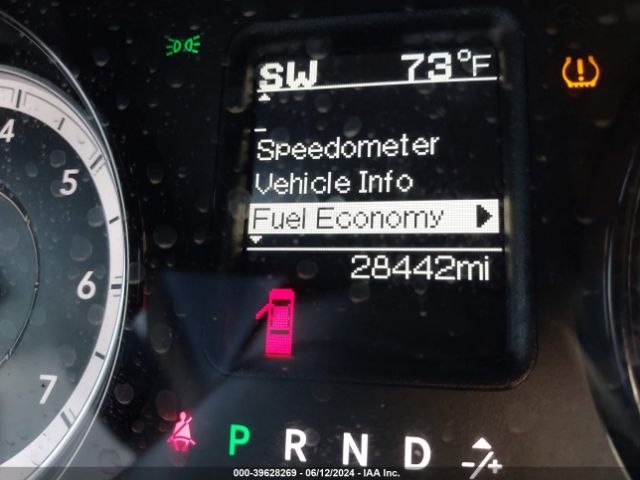 SW 73°F
Speedometer
Vehicle Info
Fuel Economy
28442mi
4
5
6
7
P R N D -/+
000-39628269 - 06/12/2024 - IAA Inc.